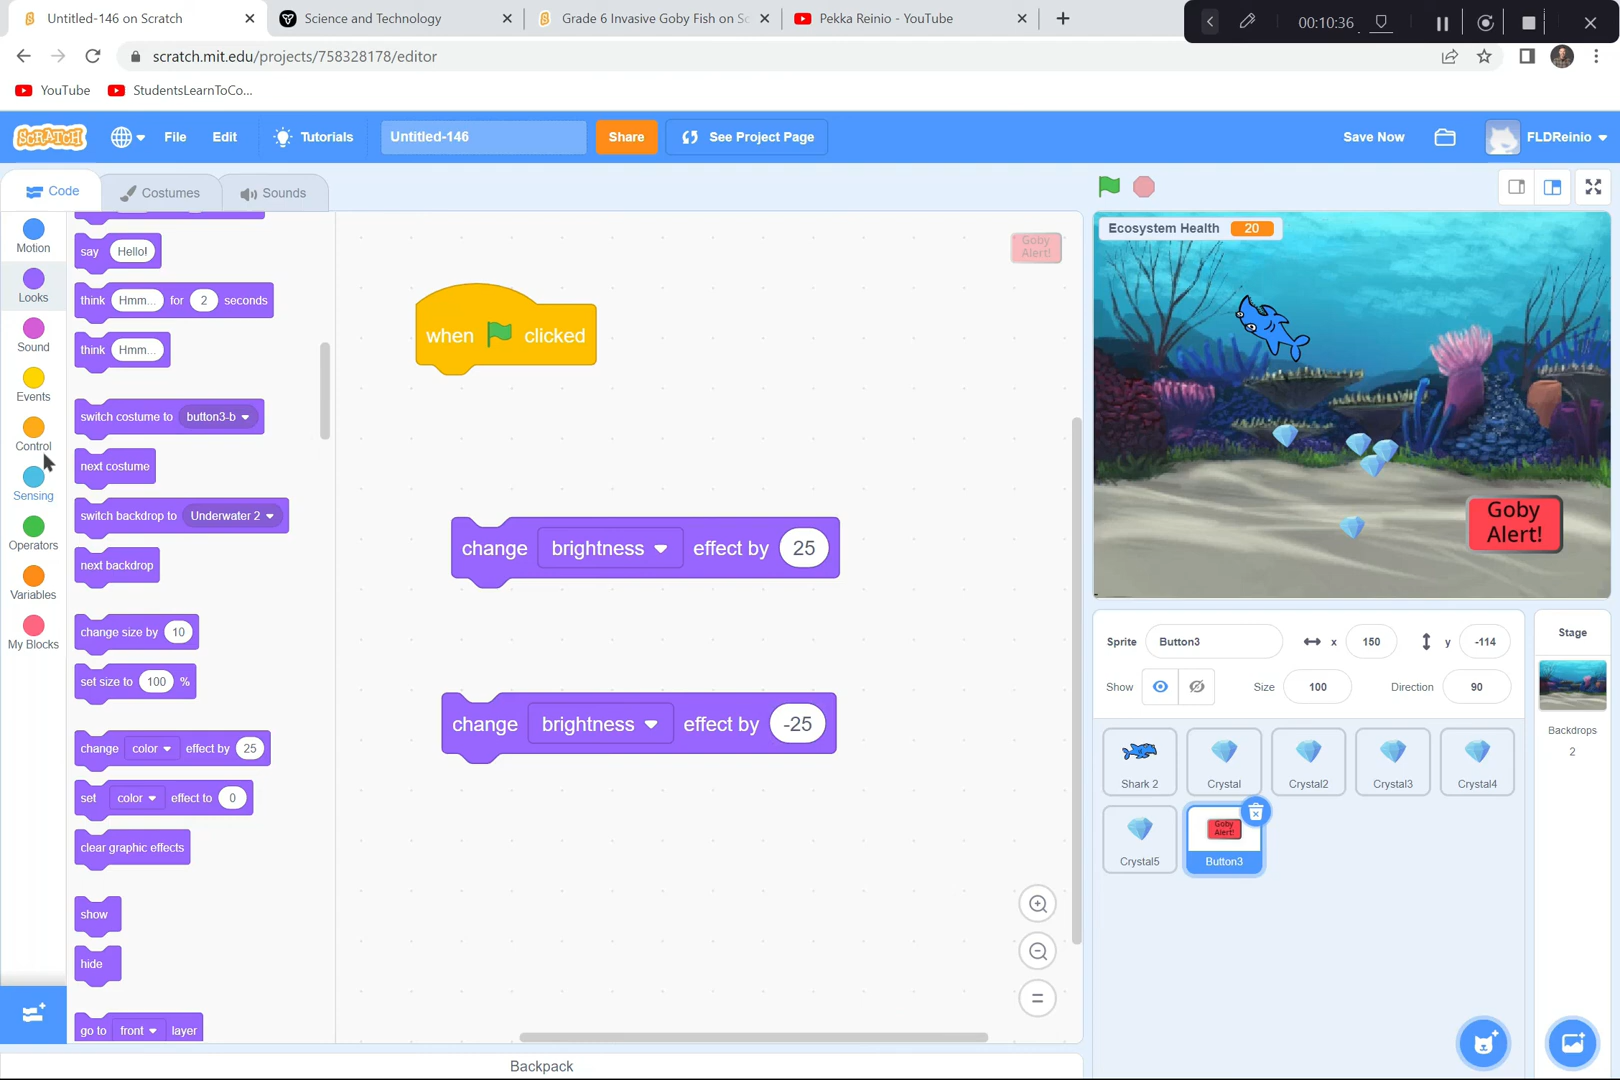 Untitled-146 on Scratch
Science and Technology
Grade 6 Invasive Goby Fish on Sc
Pekka Reinio - YouTube
00:10:36
scratch.mit.edu/projects/758328178/editor
YouTube
StudentsLearnToCo...
SCRATCH
File
Edit
Tutorials
Untitled-146
Share
See Project Page
Save Now
FLDReinio
Code
Costumes
Sounds
Motion
Looks
Sound
Events
Control
Sensing
Operators
Variables
My Blocks
say Hello!
think Hmm... for 2 seconds
think Hmm...
switch costume to button3-b
next costume
switch backdrop to Underwater 2
next backdrop
change size by 10
set size to 100 %
change color effect by 25
set color effect to 0
clear graphic effects
show
hide
go to front layer
when clicked
change brightness effect by 25
change brightness effect by -25
Goby
Alert!
Backpack
Ecosystem Health 20
Goby
Alert!
Sprite Button3 x 150 y -114
Show Size 100 Direction 90
Shark 2
Crystal
Crystal2
Crystal3
Crystal4
Crystal5
Goby
Alert!
Button3
Stage
Backdrops
2